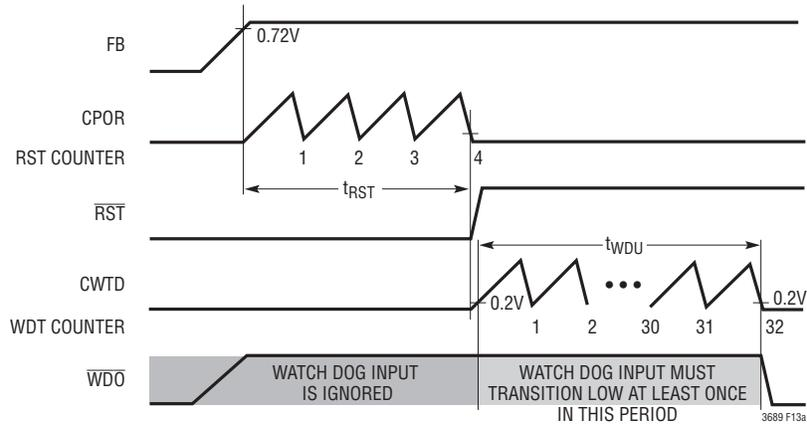 FB
0.72V
CPOR
RST COUNTER
1 2 3 4
tRST
RST
tWDU
CWTD
0.2V
0.2V
WDT COUNTER
1 2 30 31 32
WDO
WATCH DOG INPUT
IS IGNORED
WATCH DOG INPUT MUST
TRANSITION LOW AT LEAST ONCE
IN THIS PERIOD
3689 F13a